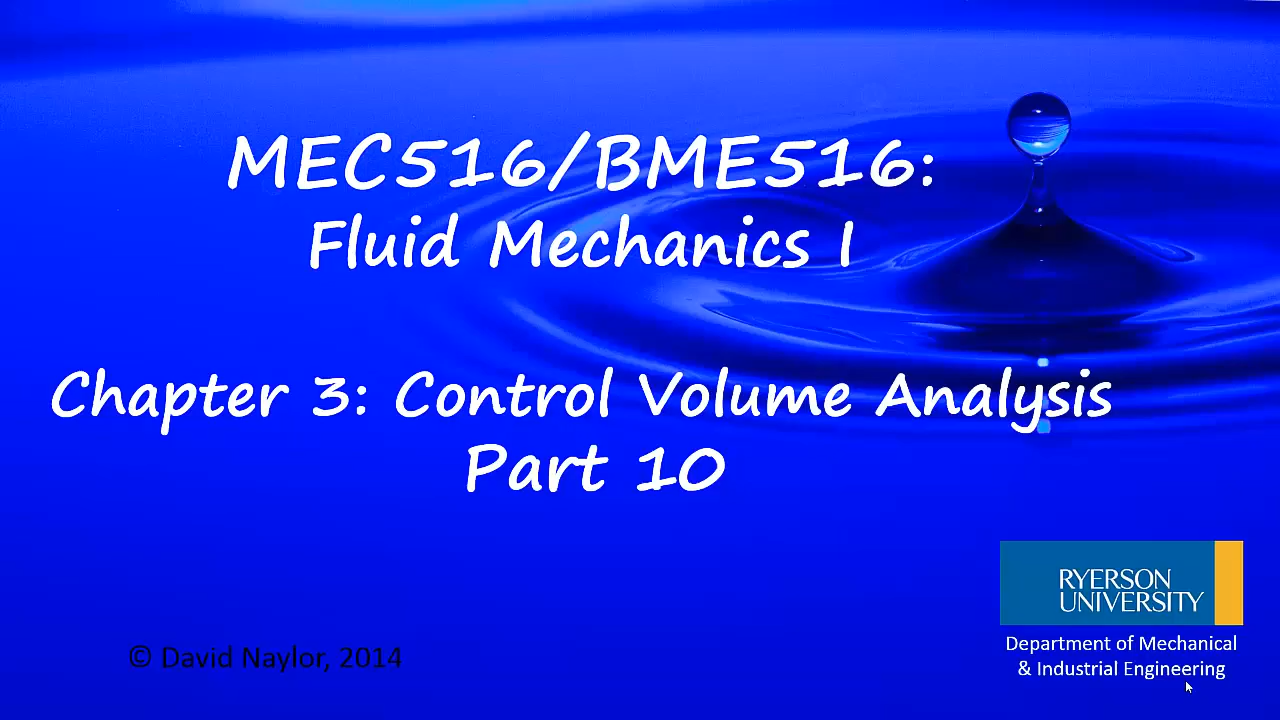 MEC516/BME516:
Fluid Mechanics I
Chapter 3: Control Volume Analysis
Part 10
RYERSON
UNIVERSITY
Department of Mechanical
& Industrial Engineering
© David Naylor, 2014